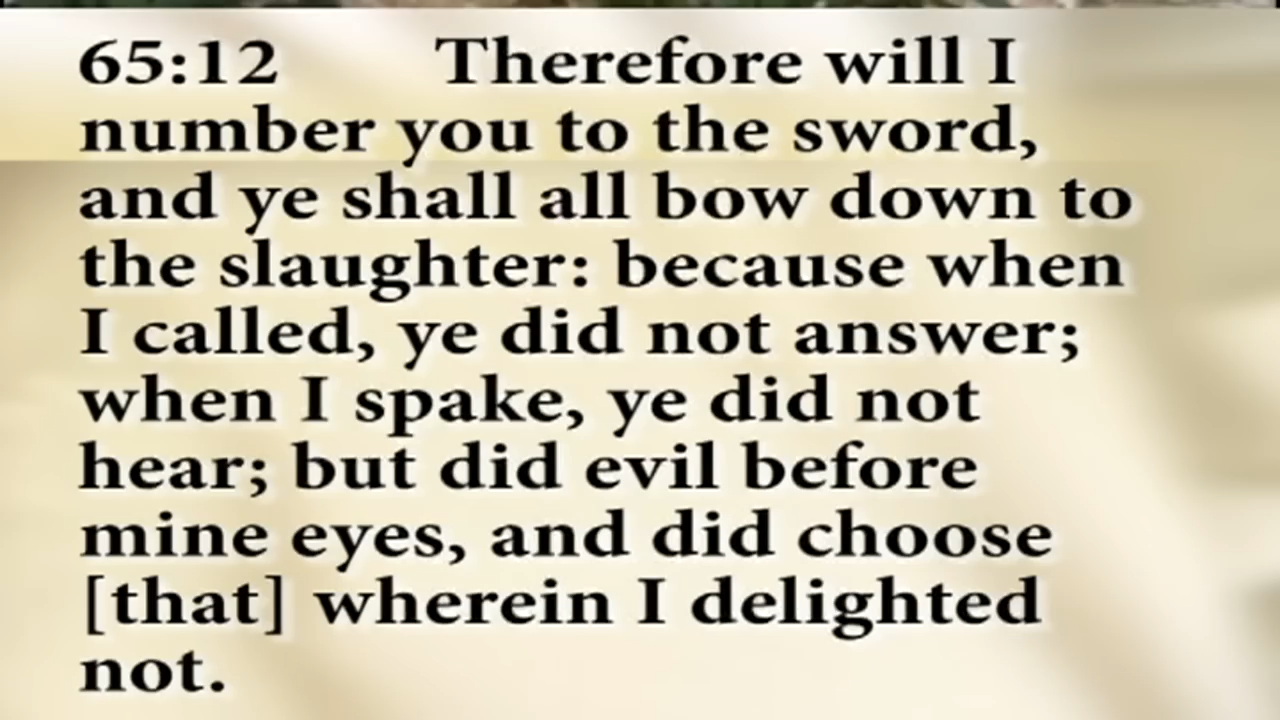 65:12 Therefore will I
number you to the sword,
and ye shall all bow down to
the slaughter: because when
I called, ye did not answer;
when I spake, ye did not
hear; but did evil before
mine eyes, and did choose
[that] wherein I delighted
not.